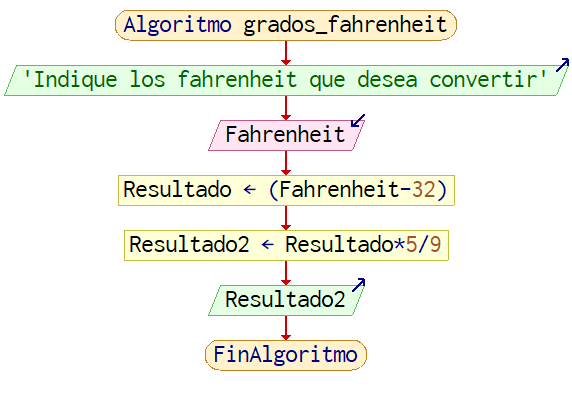 Algoritmo grados_fahrenheit
'Indique los fahrenheit que desea convertir'
Fahrenheit
Resultado ← (Fahrenheit-32)
Resultado2 ← Resultado*5/9
Resultado2
FinAlgoritmo